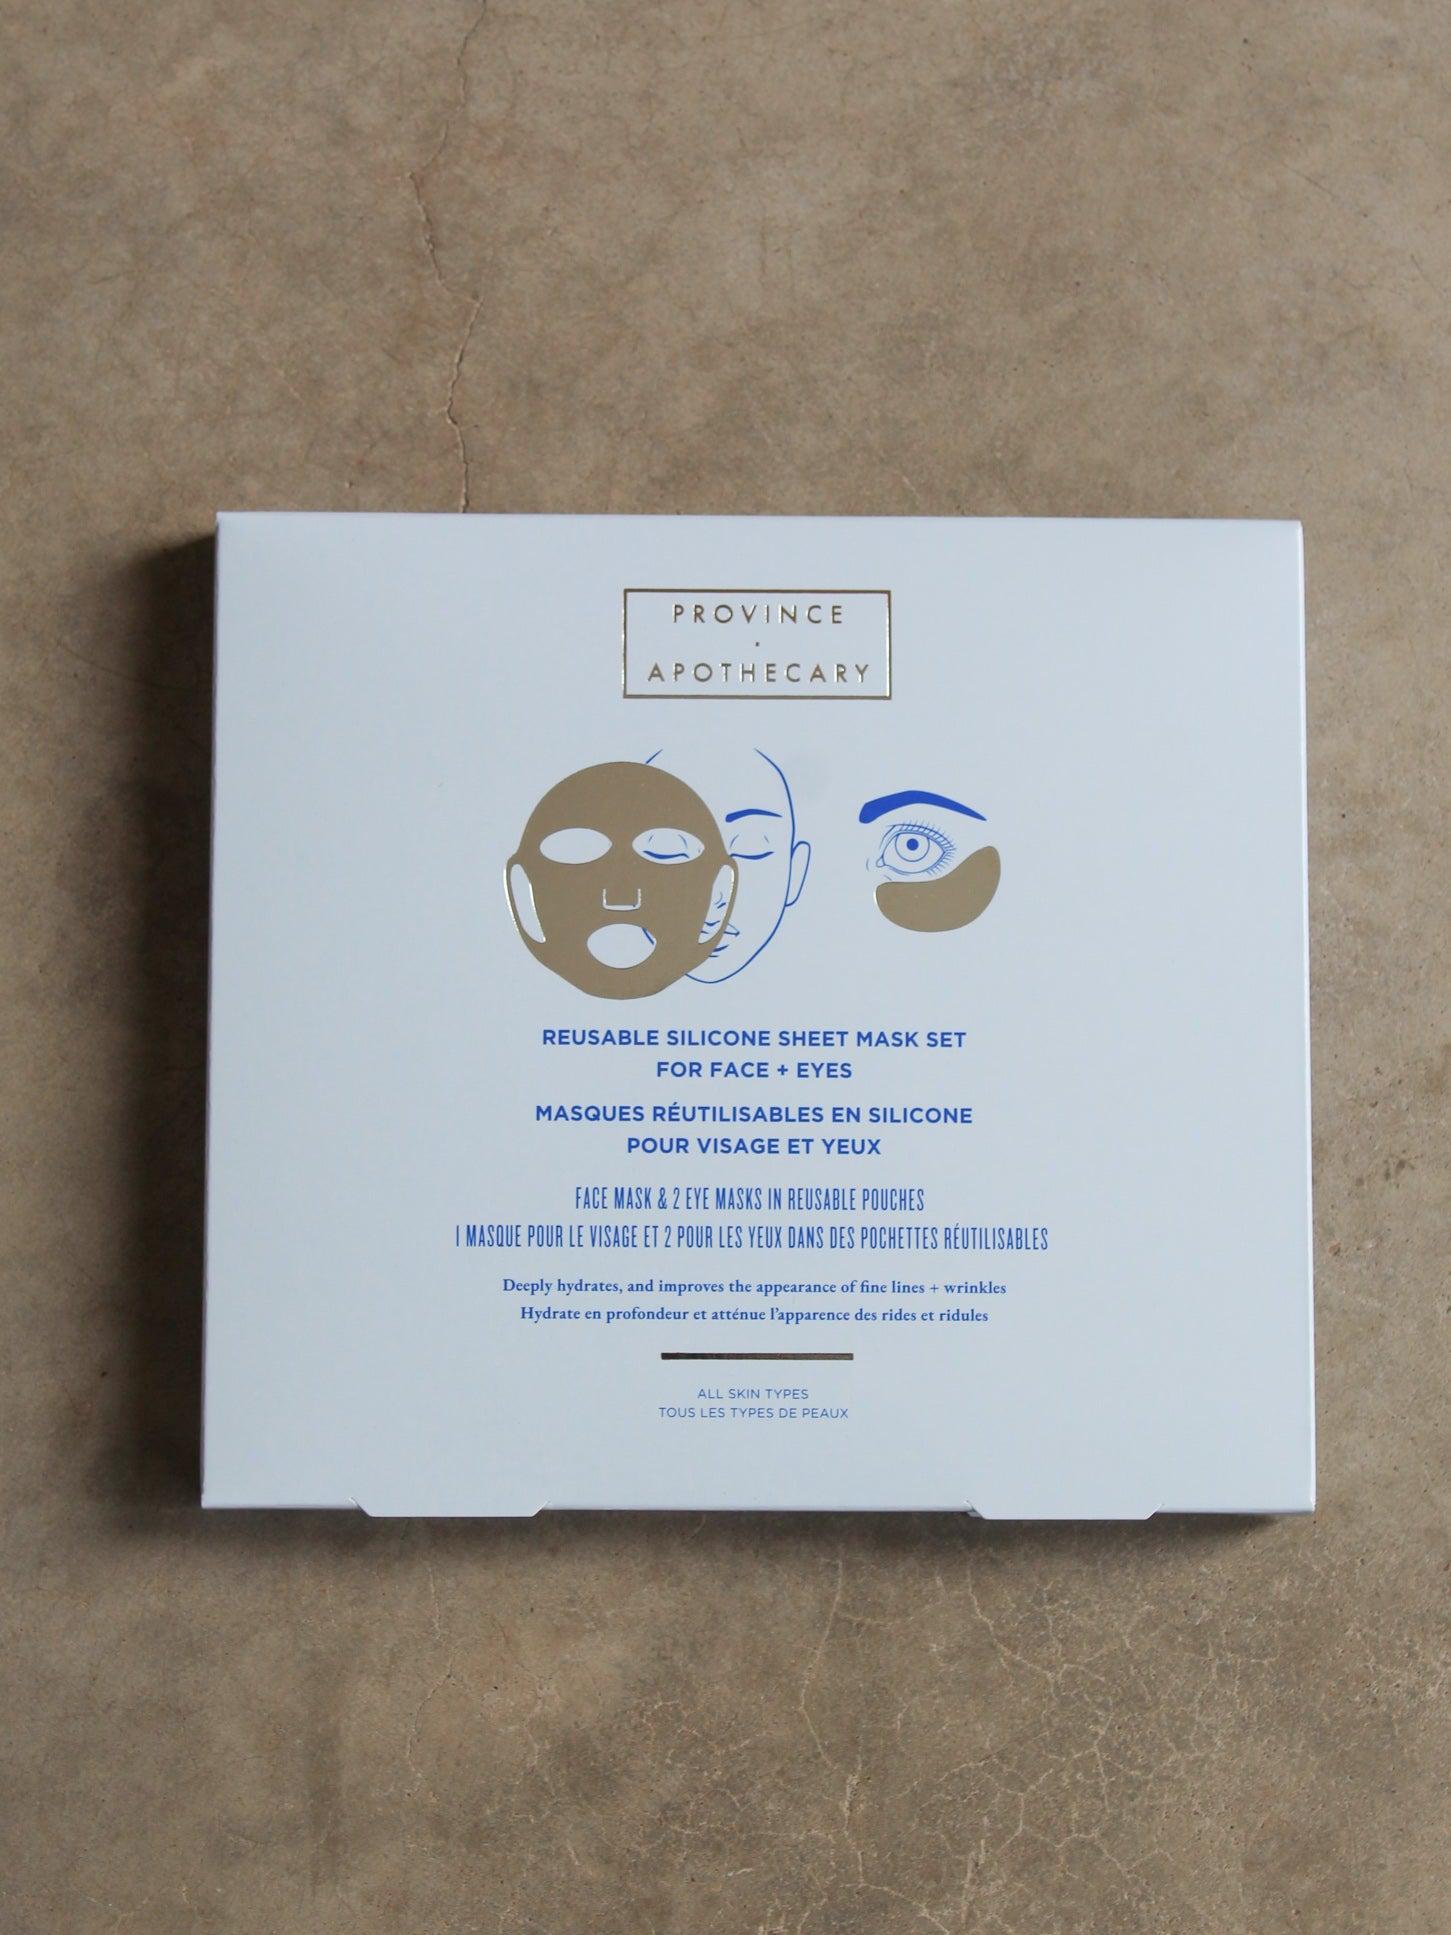 PROVINCE
·
APOTHECARY
REUSABLE SILICONE SHEET MASK SET
FOR FACE + EYES
MASQUES RÉUTILISABLES EN SILICONE
POUR VISAGE ET YEUX
FACE MASK & 2 EYE MASKS IN REUSABLE POUCHES
1 MASQUE POUR LE VISAGE ET 2 POUR LES YEUX DANS DES POCHETTES RÉUTILISABLES
Deeply hydrates, and improves the appearance of fine lines + wrinkles
Hydrate en profondeur et atténue l'apparence des rides et ridules
ALL SKIN TYPES
TOUS LES TYPES DE PEAUX